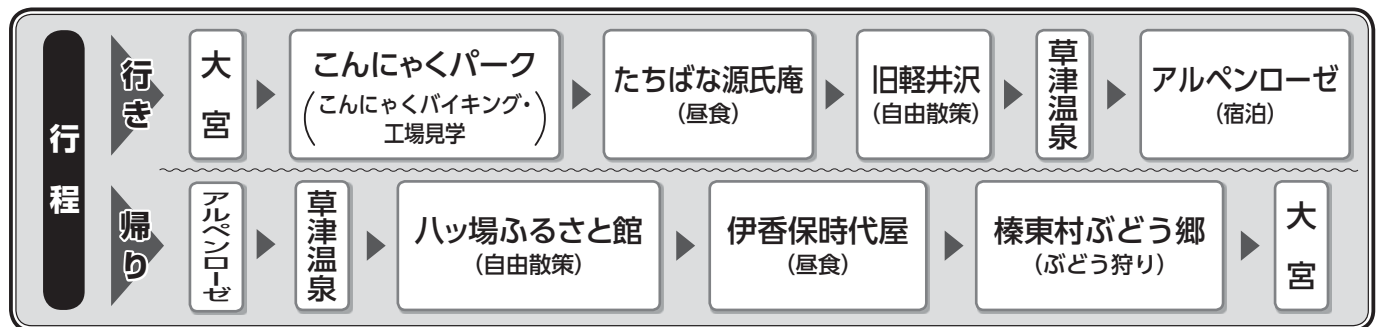 行程
行き
大宮
こんにゃくパーク
(こんにゃくバイキング・
工場見学)
たちばな源氏庵
(昼食)
旧軽井沢
(自由散策)
草津温泉
アルペンローゼ
(宿泊)
帰り
アルペンローゼ
草津温泉
八ッ場ふるさと館
(自由散策)
伊香保時代屋
(昼食)
榛東村ぶどう郷
(ぶどう狩り)
大宮